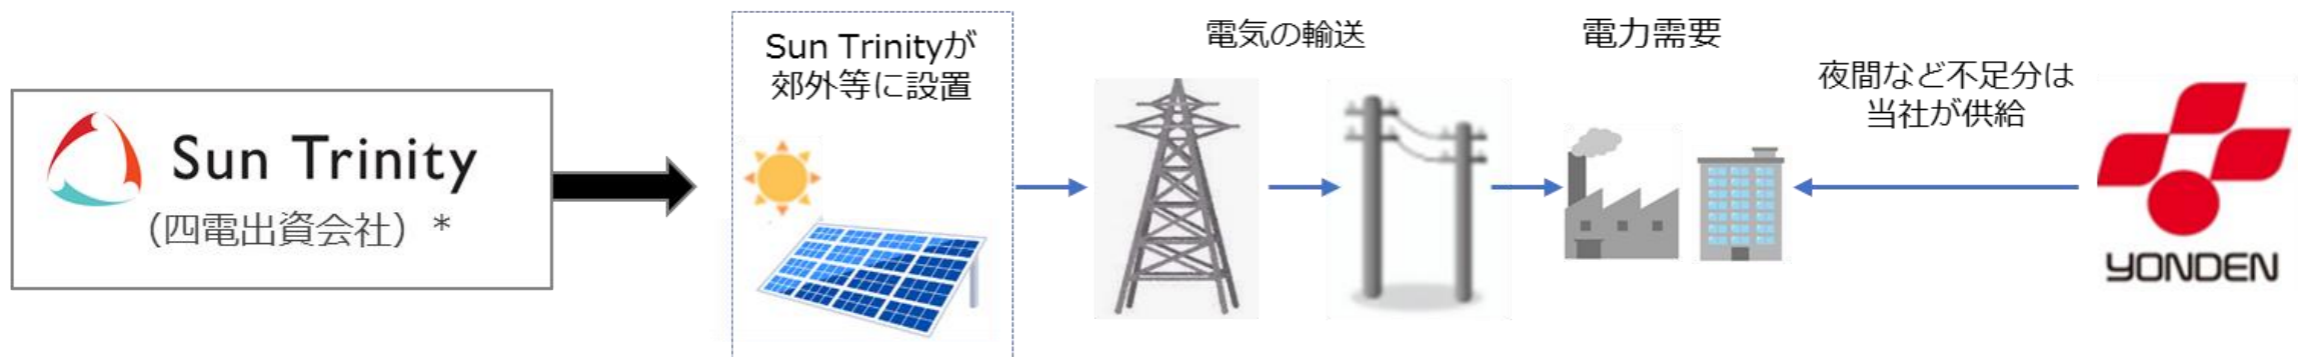 Sun Trinity
(四電出資会社) *
Sun Trinityが
郊外等に設置
電気の輸送
電力需要
夜間など不足分は
当社が供給
YONDEN